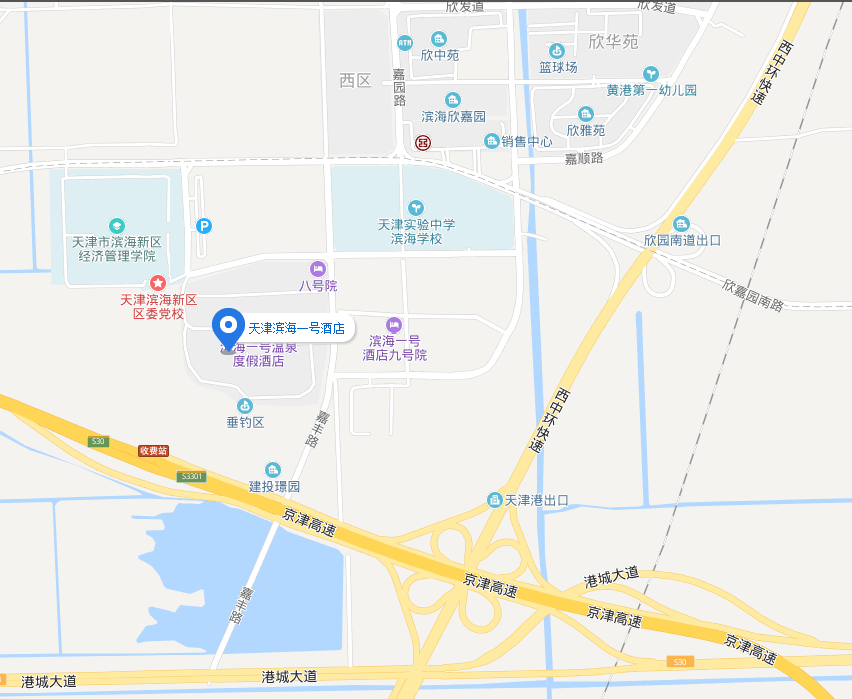 欣发道
欣发道
欣华苑
ATM
欣中苑
西中环快速
篮球场
西区
嘉园路
黄港第一幼儿园
滨海欣嘉园
欣雅苑
销售中心
嘉顺路
天津实验中学
滨海学校
P
天津市滨海新区
经济管理学院
欣园南道出口
八号院
天津滨海新区
区委党校
欣嘉园南路
天津滨海一号酒店
滨海一号温泉
度假酒店
滨海一号
酒店九号院
垂钓区
嘉丰路
西中环快速
S30
收费站
S3301
建投璟园
天津港出口
京津高速
京津高速
港城大道
嘉丰路
京津高速
京津高速
S30
港城大道
港城大道